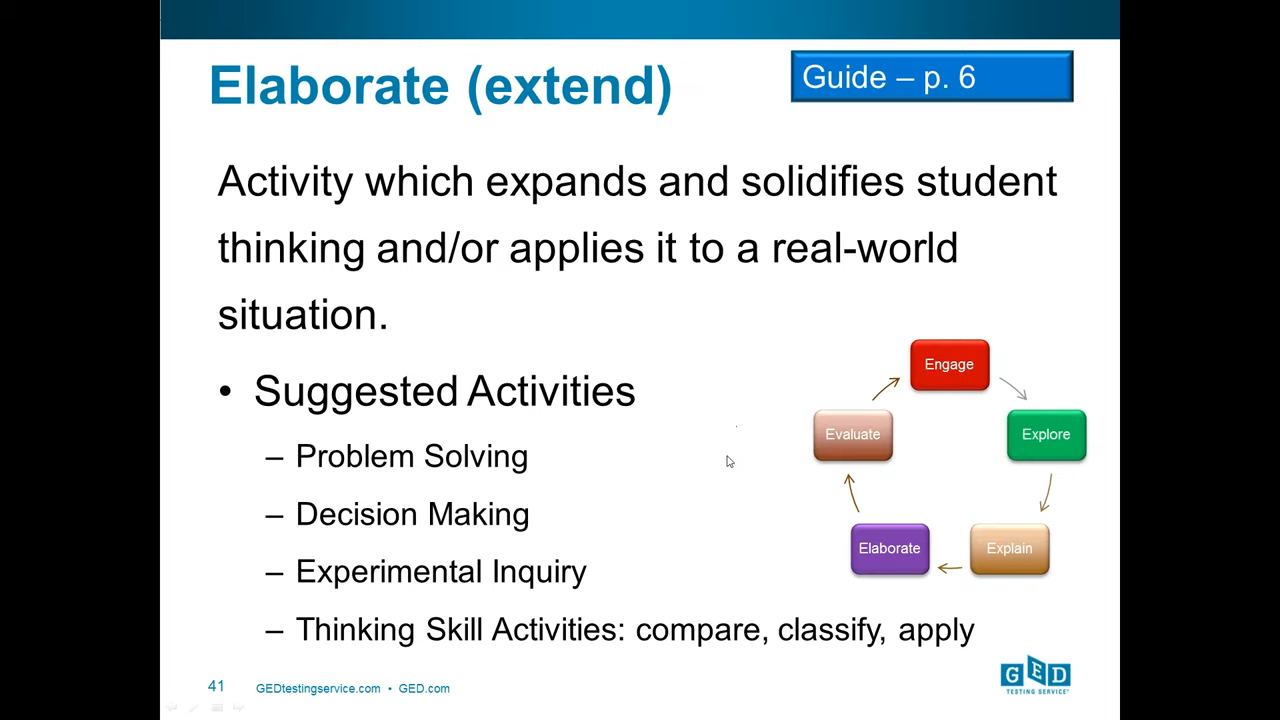 Elaborate (extend)
Guide – p. 6
Activity which expands and solidifies student
thinking and/or applies it to a real-world
situation.
• Suggested Activities
– Problem Solving
– Decision Making
– Experimental Inquiry
– Thinking Skill Activities: compare, classify, apply
Engage
Explore
Explain
Elaborate
Evaluate
41
GEDtestingservice.com • GED.com
GED
TESTING SERVICE®